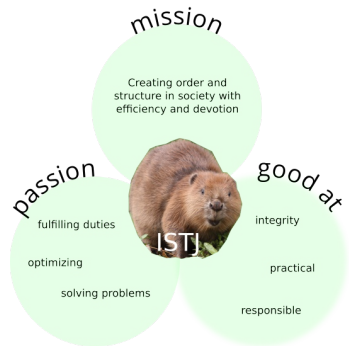 mission
Creating order and
structure in society with
efficiency and devotion
passion
good at
fulfilling duties
integrity
optimizing
practical
solving problems
responsible
ISTJ